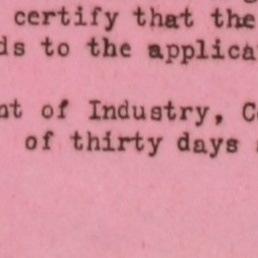 certify that the
ds to the applica
nt of Industry, C
of thirty days